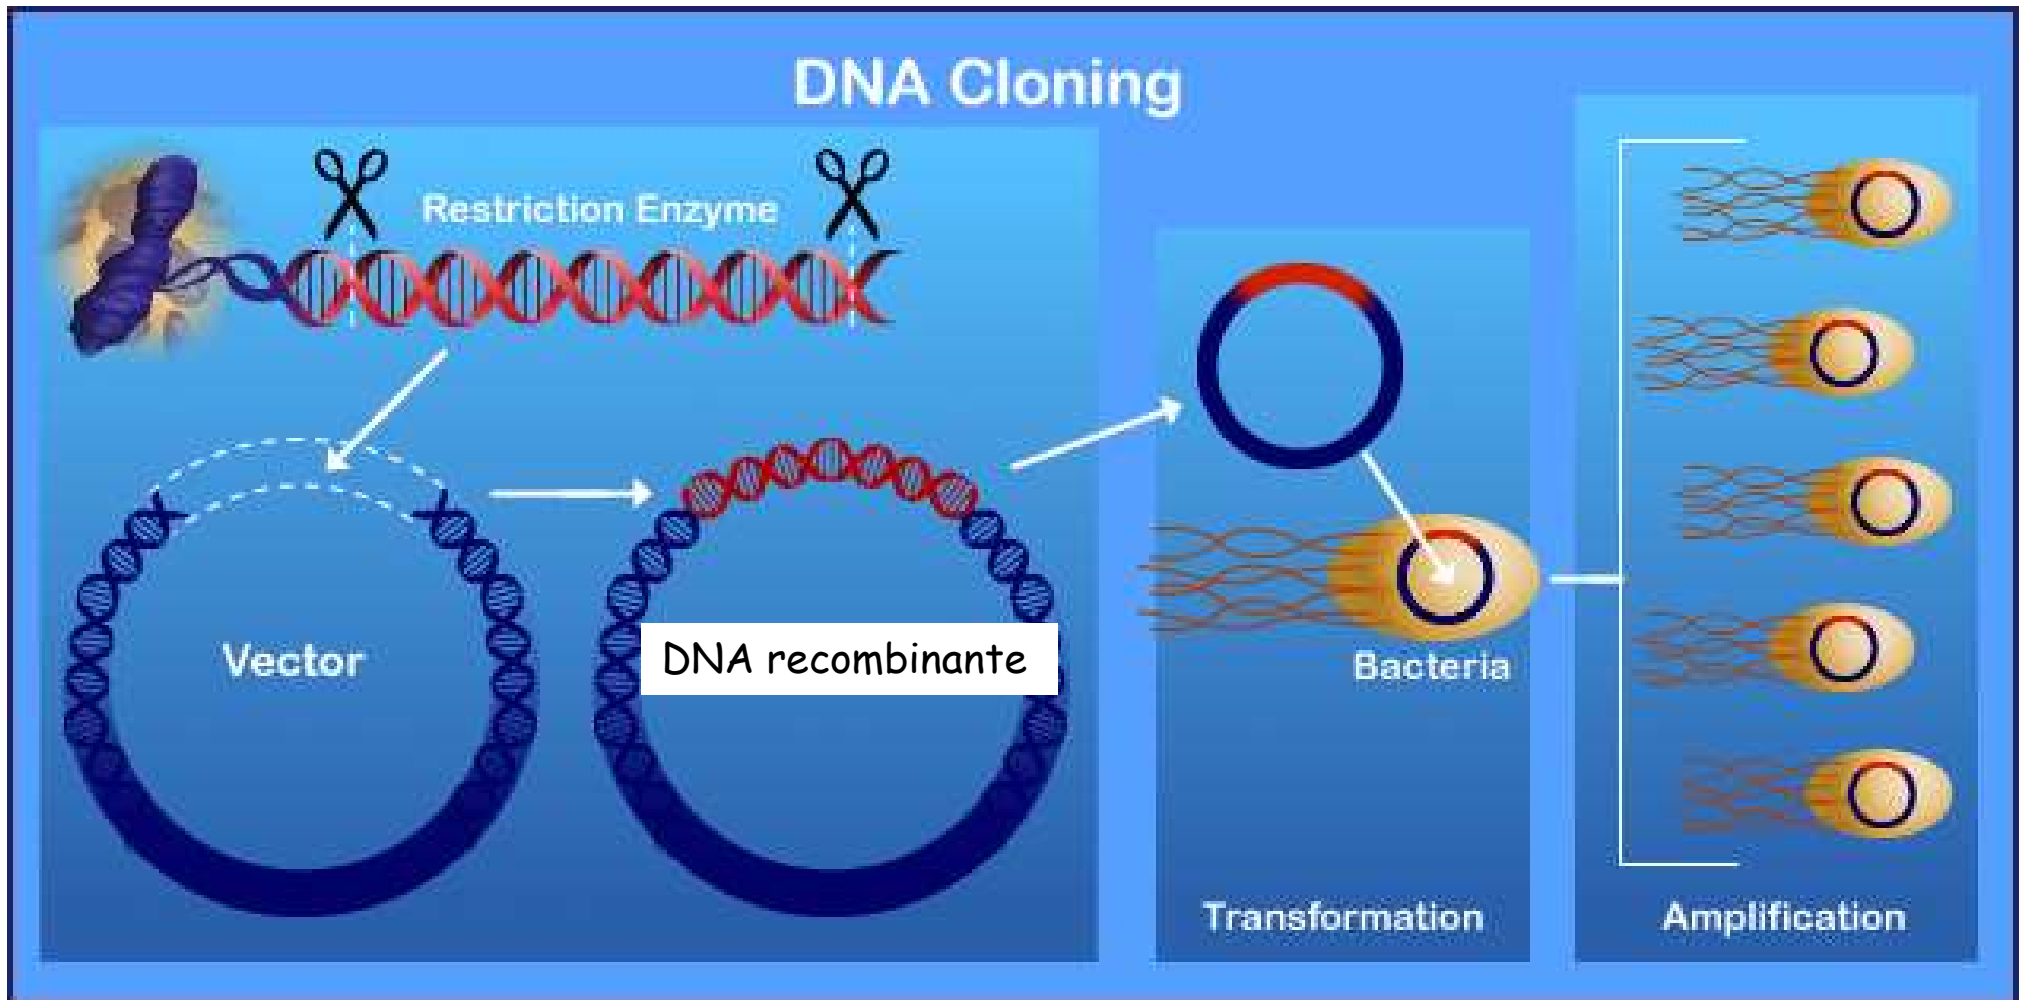 DNA Cloning
Restriction Enzyme
Vector
DNA recombinante
Bacteria
Transformation
Amplification